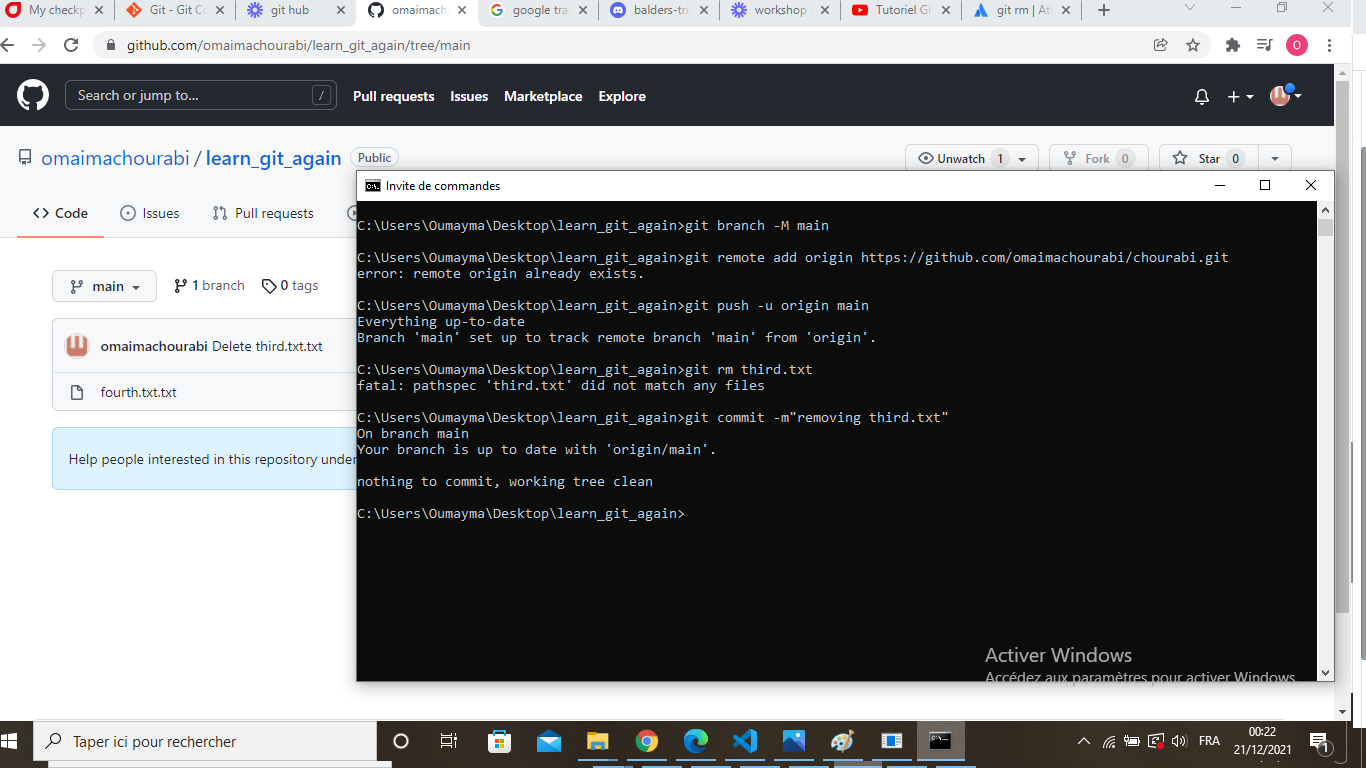 My checkp
Git - Git Co
git hub
omaimach
google tra
balders-trie
workshop
Tutoriel GI
git rm | Atl
github.com/omaimachourabi/learn_git_again/tree/main
O
Search or jump to...
/
Pull requests
Issues
Marketplace
Explore
omaimachourabi / learn_git_again
Public
Unwatch 1
Fork 0
Star 0
Code
Issues
Pull requests
main
1 branch
0 tags
omaimachourabi Delete third.txt.txt
fourth.txt.txt
Help people interested in this repository under
Invite de commandes
C:\Users\Oumayma\Desktop\learn_git_again>git branch -M main
C:\Users\Oumayma\Desktop\learn_git_again>git remote add origin https://github.com/omaimachourabi/chourabi.git
error: remote origin already exists.
C:\Users\Oumayma\Desktop\learn_git_again>git push -u origin main
Everything up-to-date
Branch 'main' set up to track remote branch 'main' from 'origin'.
C:\Users\Oumayma\Desktop\learn_git_again>git rm third.txt
fatal: pathspec 'third.txt' did not match any files
C:\Users\Oumayma\Desktop\learn_git_again>git commit -m"removing third.txt"
On branch main
Your branch is up to date with 'origin/main'.
nothing to commit, working tree clean
C:\Users\Oumayma\Desktop\learn_git_again>
Activer Windows
Accédez aux paramètres pour activer Windows.
Taper ici pour rechercher
FRA
00:22
21/12/2021
1